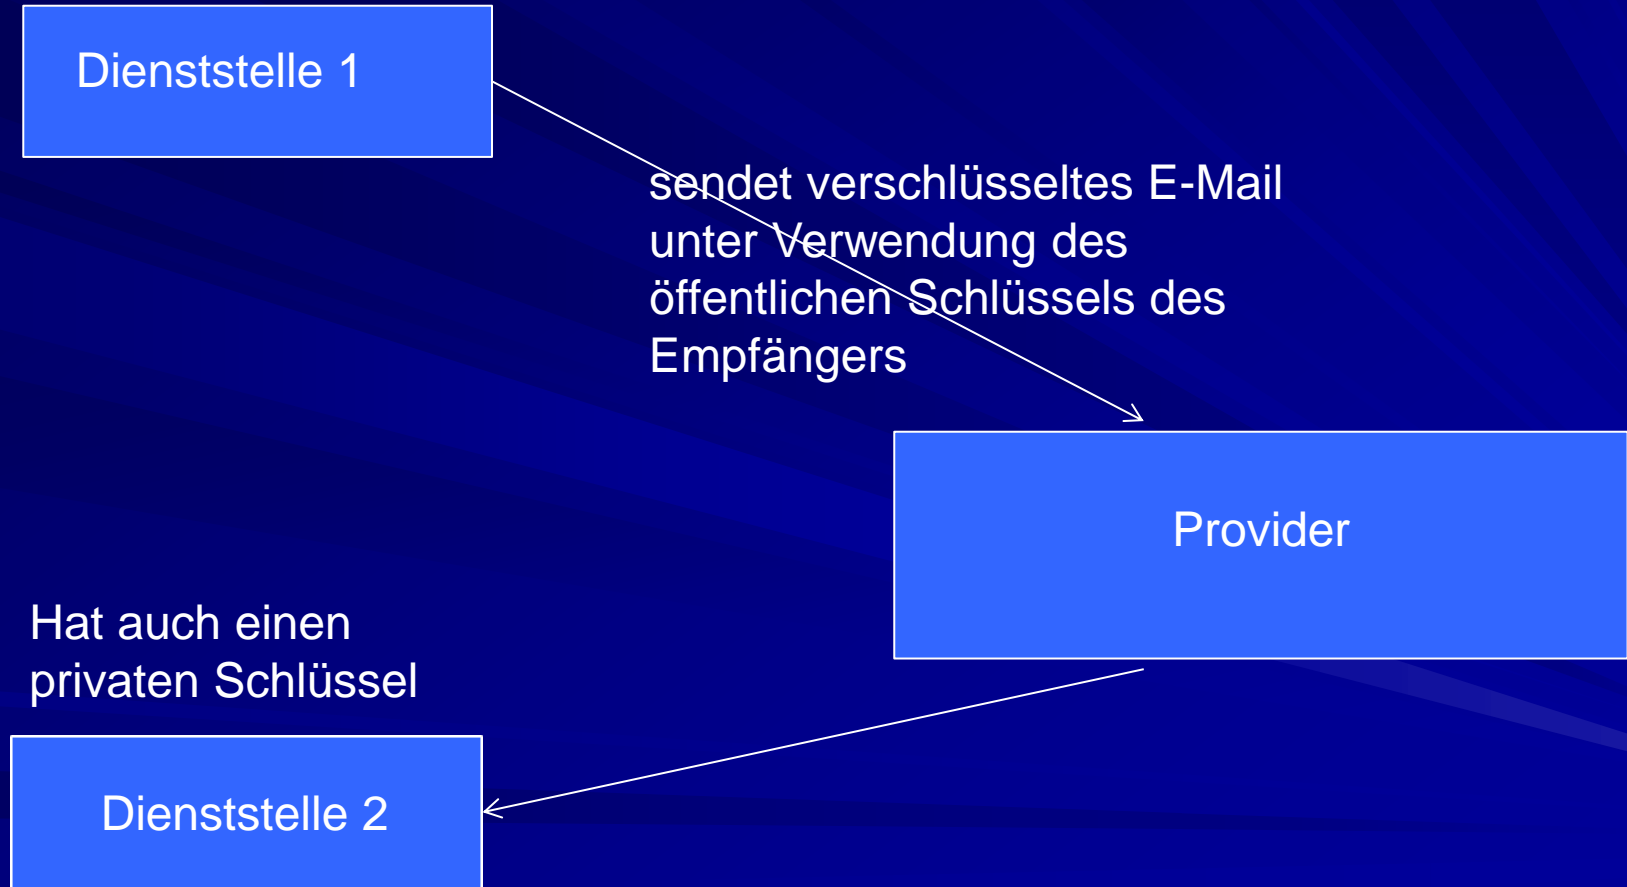 Dienststelle 1
sendet verschlüsseltes E-Mail
unter Verwendung des
öffentlichen Schlüssels des
Empfängers
Provider
Hat auch einen
privaten Schlüssel
Dienststelle 2